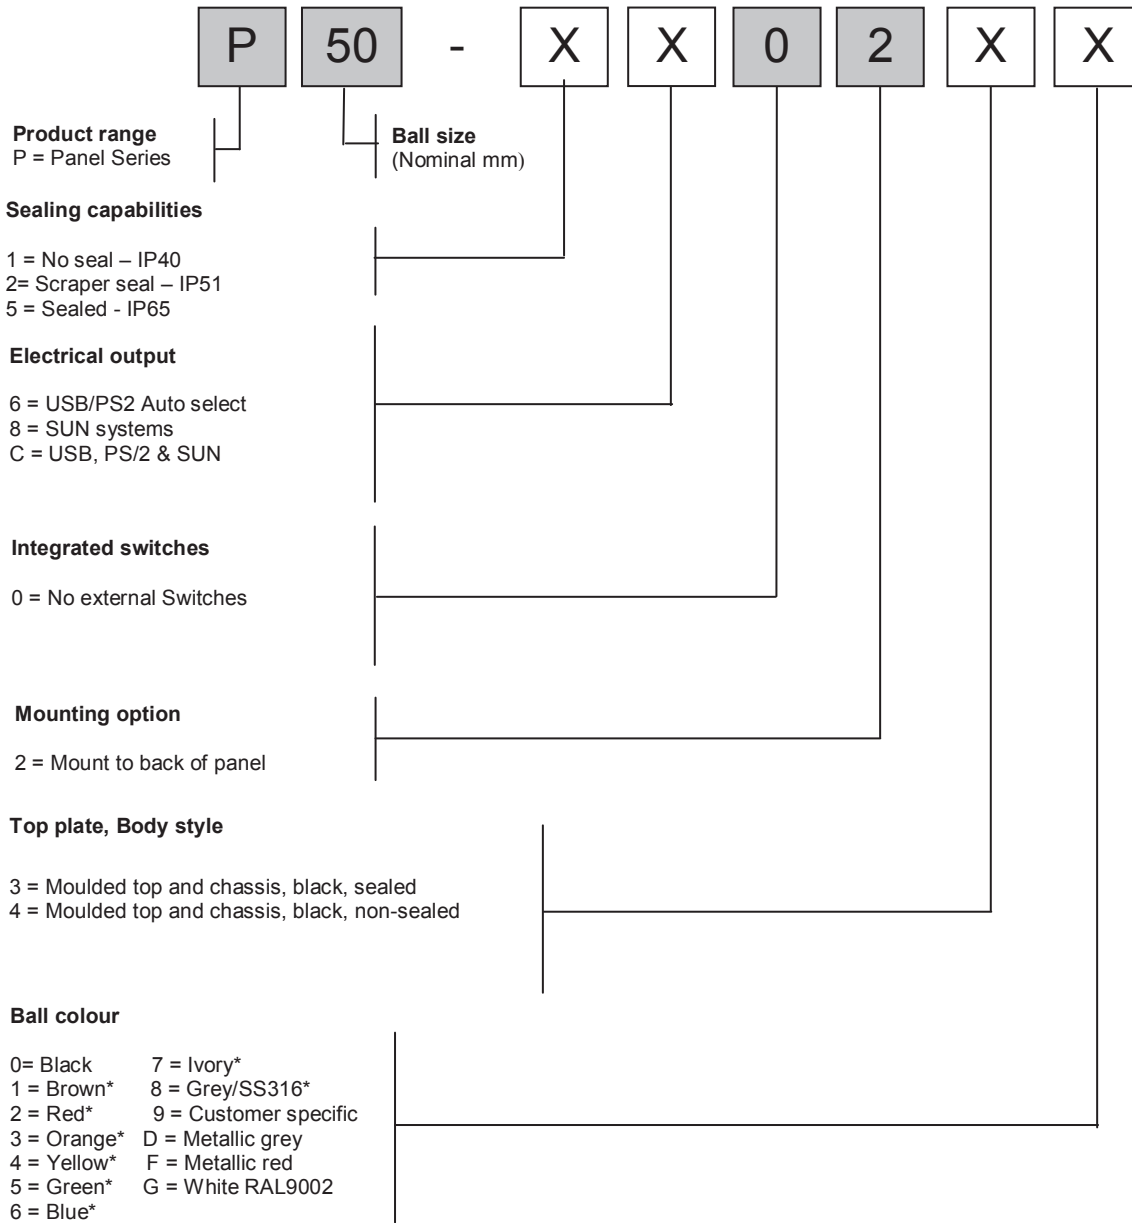 P 50 - X X 0 2 X X
Product range
P = Panel Series
Ball size
(Nominal mm)
Sealing capabilities
1 = No seal – IP40
2= Scraper seal – IP51
5 = Sealed - IP65
Electrical output
6 = USB/PS2 Auto select
8 = SUN systems
C = USB, PS/2 & SUN
Integrated switches
0 = No external Switches
Mounting option
2 = Mount to back of panel
Top plate, Body style
3 = Moulded top and chassis, black, sealed
4 = Moulded top and chassis, black, non-sealed
Ball colour
0= Black 7 = Ivory*
1 = Brown* 8 = Grey/SS316*
2 = Red* 9 = Customer specific
3 = Orange* D = Metallic grey
4 = Yellow* F = Metallic red
5 = Green* G = White RAL9002
6 = Blue*